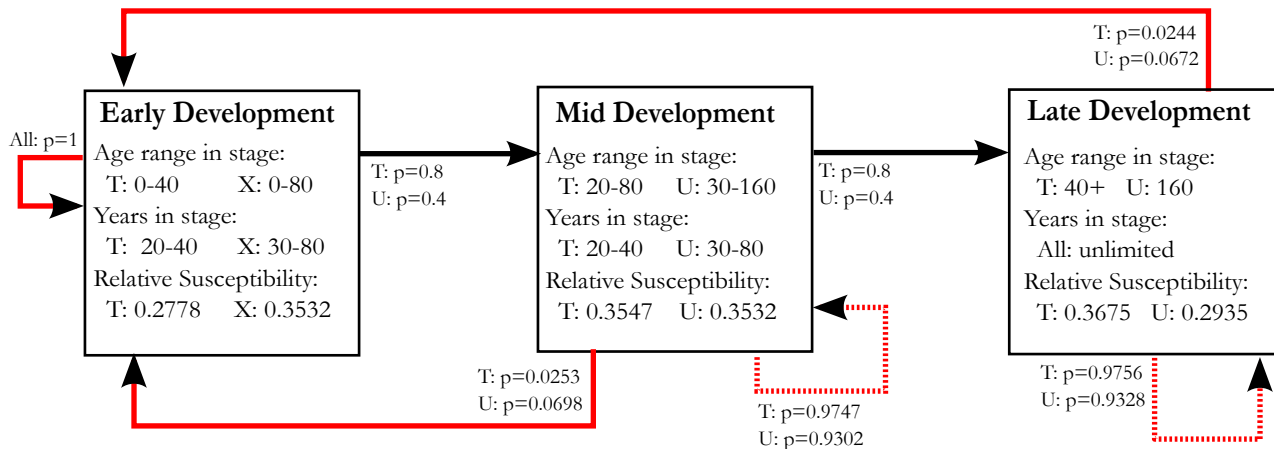 T: p=0.0244
U: p=0.0672
Early Development
Age range in stage:
T: 0-40 X: 0-80
Years in stage:
T: 20-40 X: 30-80
Relative Susceptibility:
T: 0.2778 X: 0.3532
All: p=1
T: p=0.8
U: p=0.4
Mid Development
Age range in stage:
T: 20-80 U: 30-160
Years in stage:
T: 20-40 U: 30-80
Relative Susceptibility:
T: 0.3547 U: 0.3532
T: p=0.8
U: p=0.4
Late Development
Age range in stage:
T: 40+ U: 160
Years in stage:
All: unlimited
Relative Susceptibility:
T: 0.3675 U: 0.2935
T: p=0.0253
U: p=0.0698
T: p=0.9747
U: p=0.9302
T: p=0.9756
U: p=0.9328